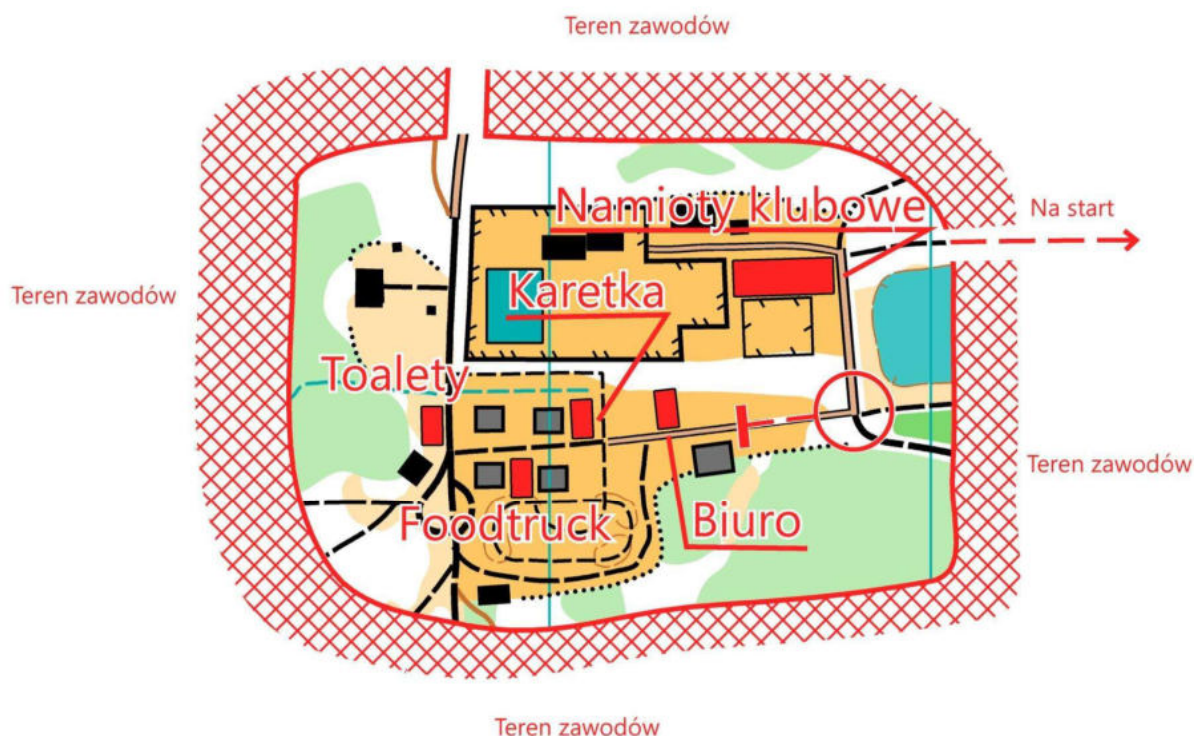 Teren zawodów
Namioty klubowe
Na start
Karetka
Teren zawodów
Toalety
Teren zawodów
Foodtruck
Biuro
Teren zawodów